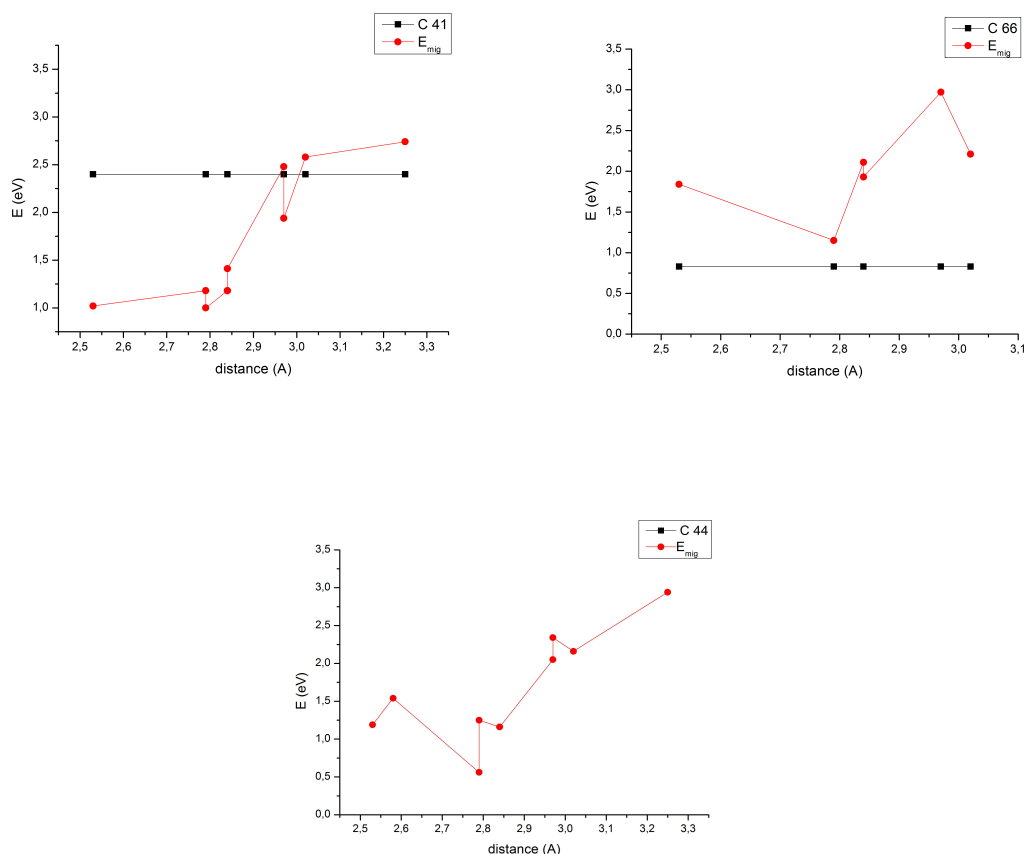 C 41
E mig
3,5
3,0
2,5
2,0
1,5
1,0
E (eV)
2,5 2,6 2,7 2,8 2,9 3,0 3,1 3,2 3,3
distance (A)
C 66
E mig
3,5
3,0
2,5
2,0
1,5
1,0
0,5
0,0
E (eV)
2,5 2,6 2,7 2,8 2,9 3,0 3,1
distance (A)
C 44
E mig
3,5
3,0
2,5
2,0
1,5
1,0
0,5
0,0
E (eV)
2,5 2,6 2,7 2,8 2,9 3,0 3,1 3,2 3,3
distance (A)